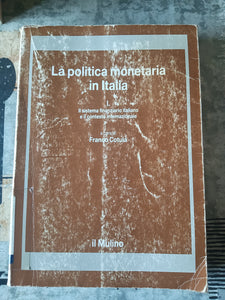 La politica monetaria
in Italia
Il sistema finanziario italiano
e il contesto internazionale
a cura di
Franco Cotula
il Mulino